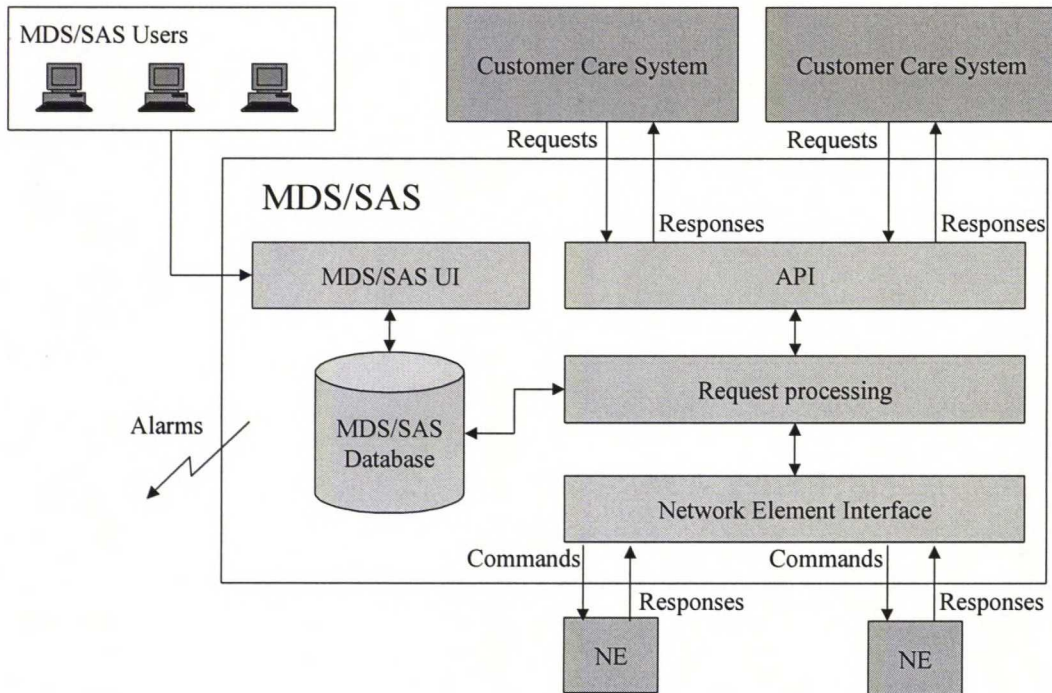 MDS/SAS Users
Customer Care System
Customer Care System
Requests
Requests
MDS/SAS
Responses
Responses
MDS/SAS UI
API
Request processing
Alarms
MDS/SAS
Database
Network Element Interface
Commands
Commands
Responses
Responses
NE
NE